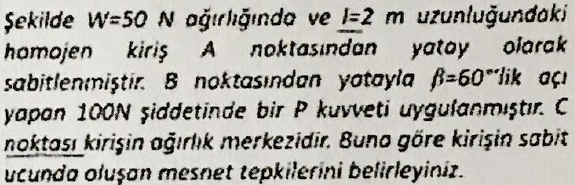 Şekilde W=50 N ağırlığında ve l=2 m uzunluğundaki
homojen kiriş A noktasından yatay olarak
sabitlenmiştir. B noktasından yatayla β=60°'lik açı
yapan 100N şiddetinde bir P kuvveti uygulanmıştır. C
noktası kirişin ağırlık merkezidir. Buna göre kirişin sabit
ucunda oluşan mesnet tepkilerini belirleyiniz.